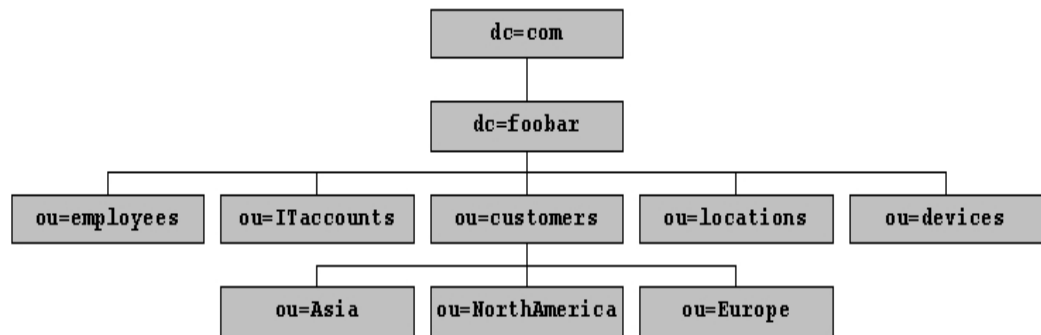 dc=com
dc=foobar
ou=employees
ou=ITaccounts
ou=customers
ou=locations
ou=devices
ou=Asia
ou=NorthAmerica
ou=Europe